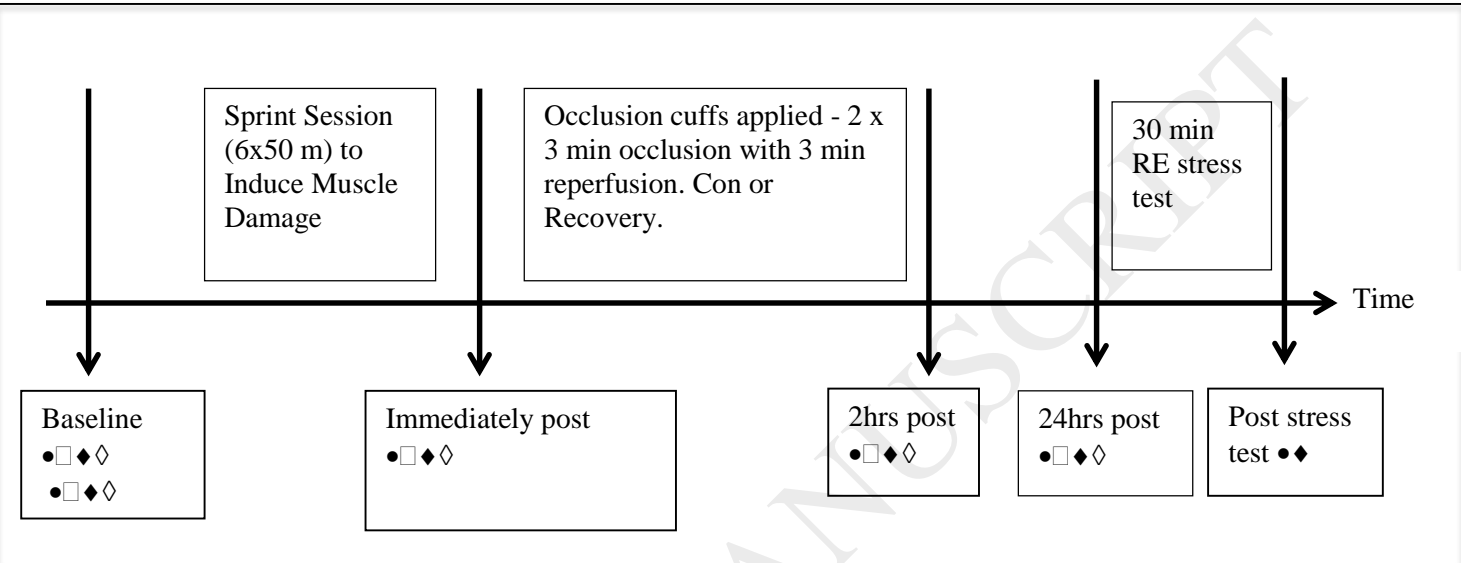 Sprint Session
(6x50 m) to
Induce Muscle
Damage
Occlusion cuffs applied - 2 x
3 min occlusion with 3 min
reperfusion. Con or
Recovery.
30 min
RE stress
test
Time
Baseline
●□◆◊
●□◆◊
Immediately post
●□◆◊
2hrs post
●□◆◊
24hrs post
●□◆◊
Post stress
test ●◆
ANUSCRIPT